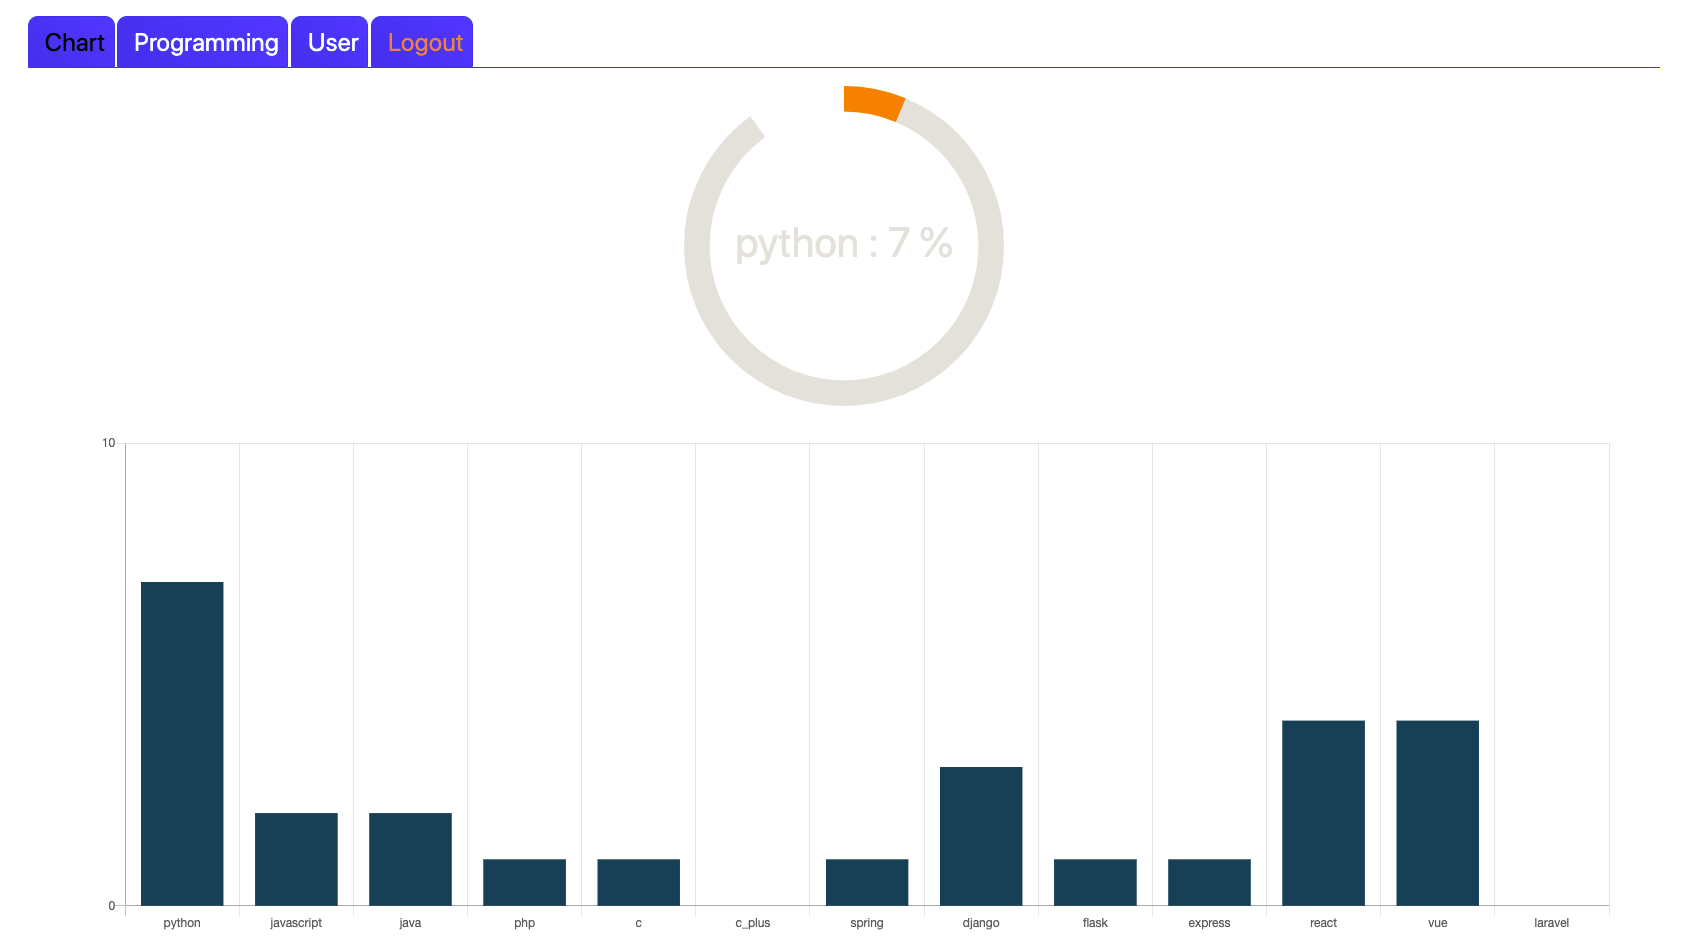 Chart Programming User Logout
python : 7 %
10
0
python javascript java php c c_plus spring django flask express react vue laravel